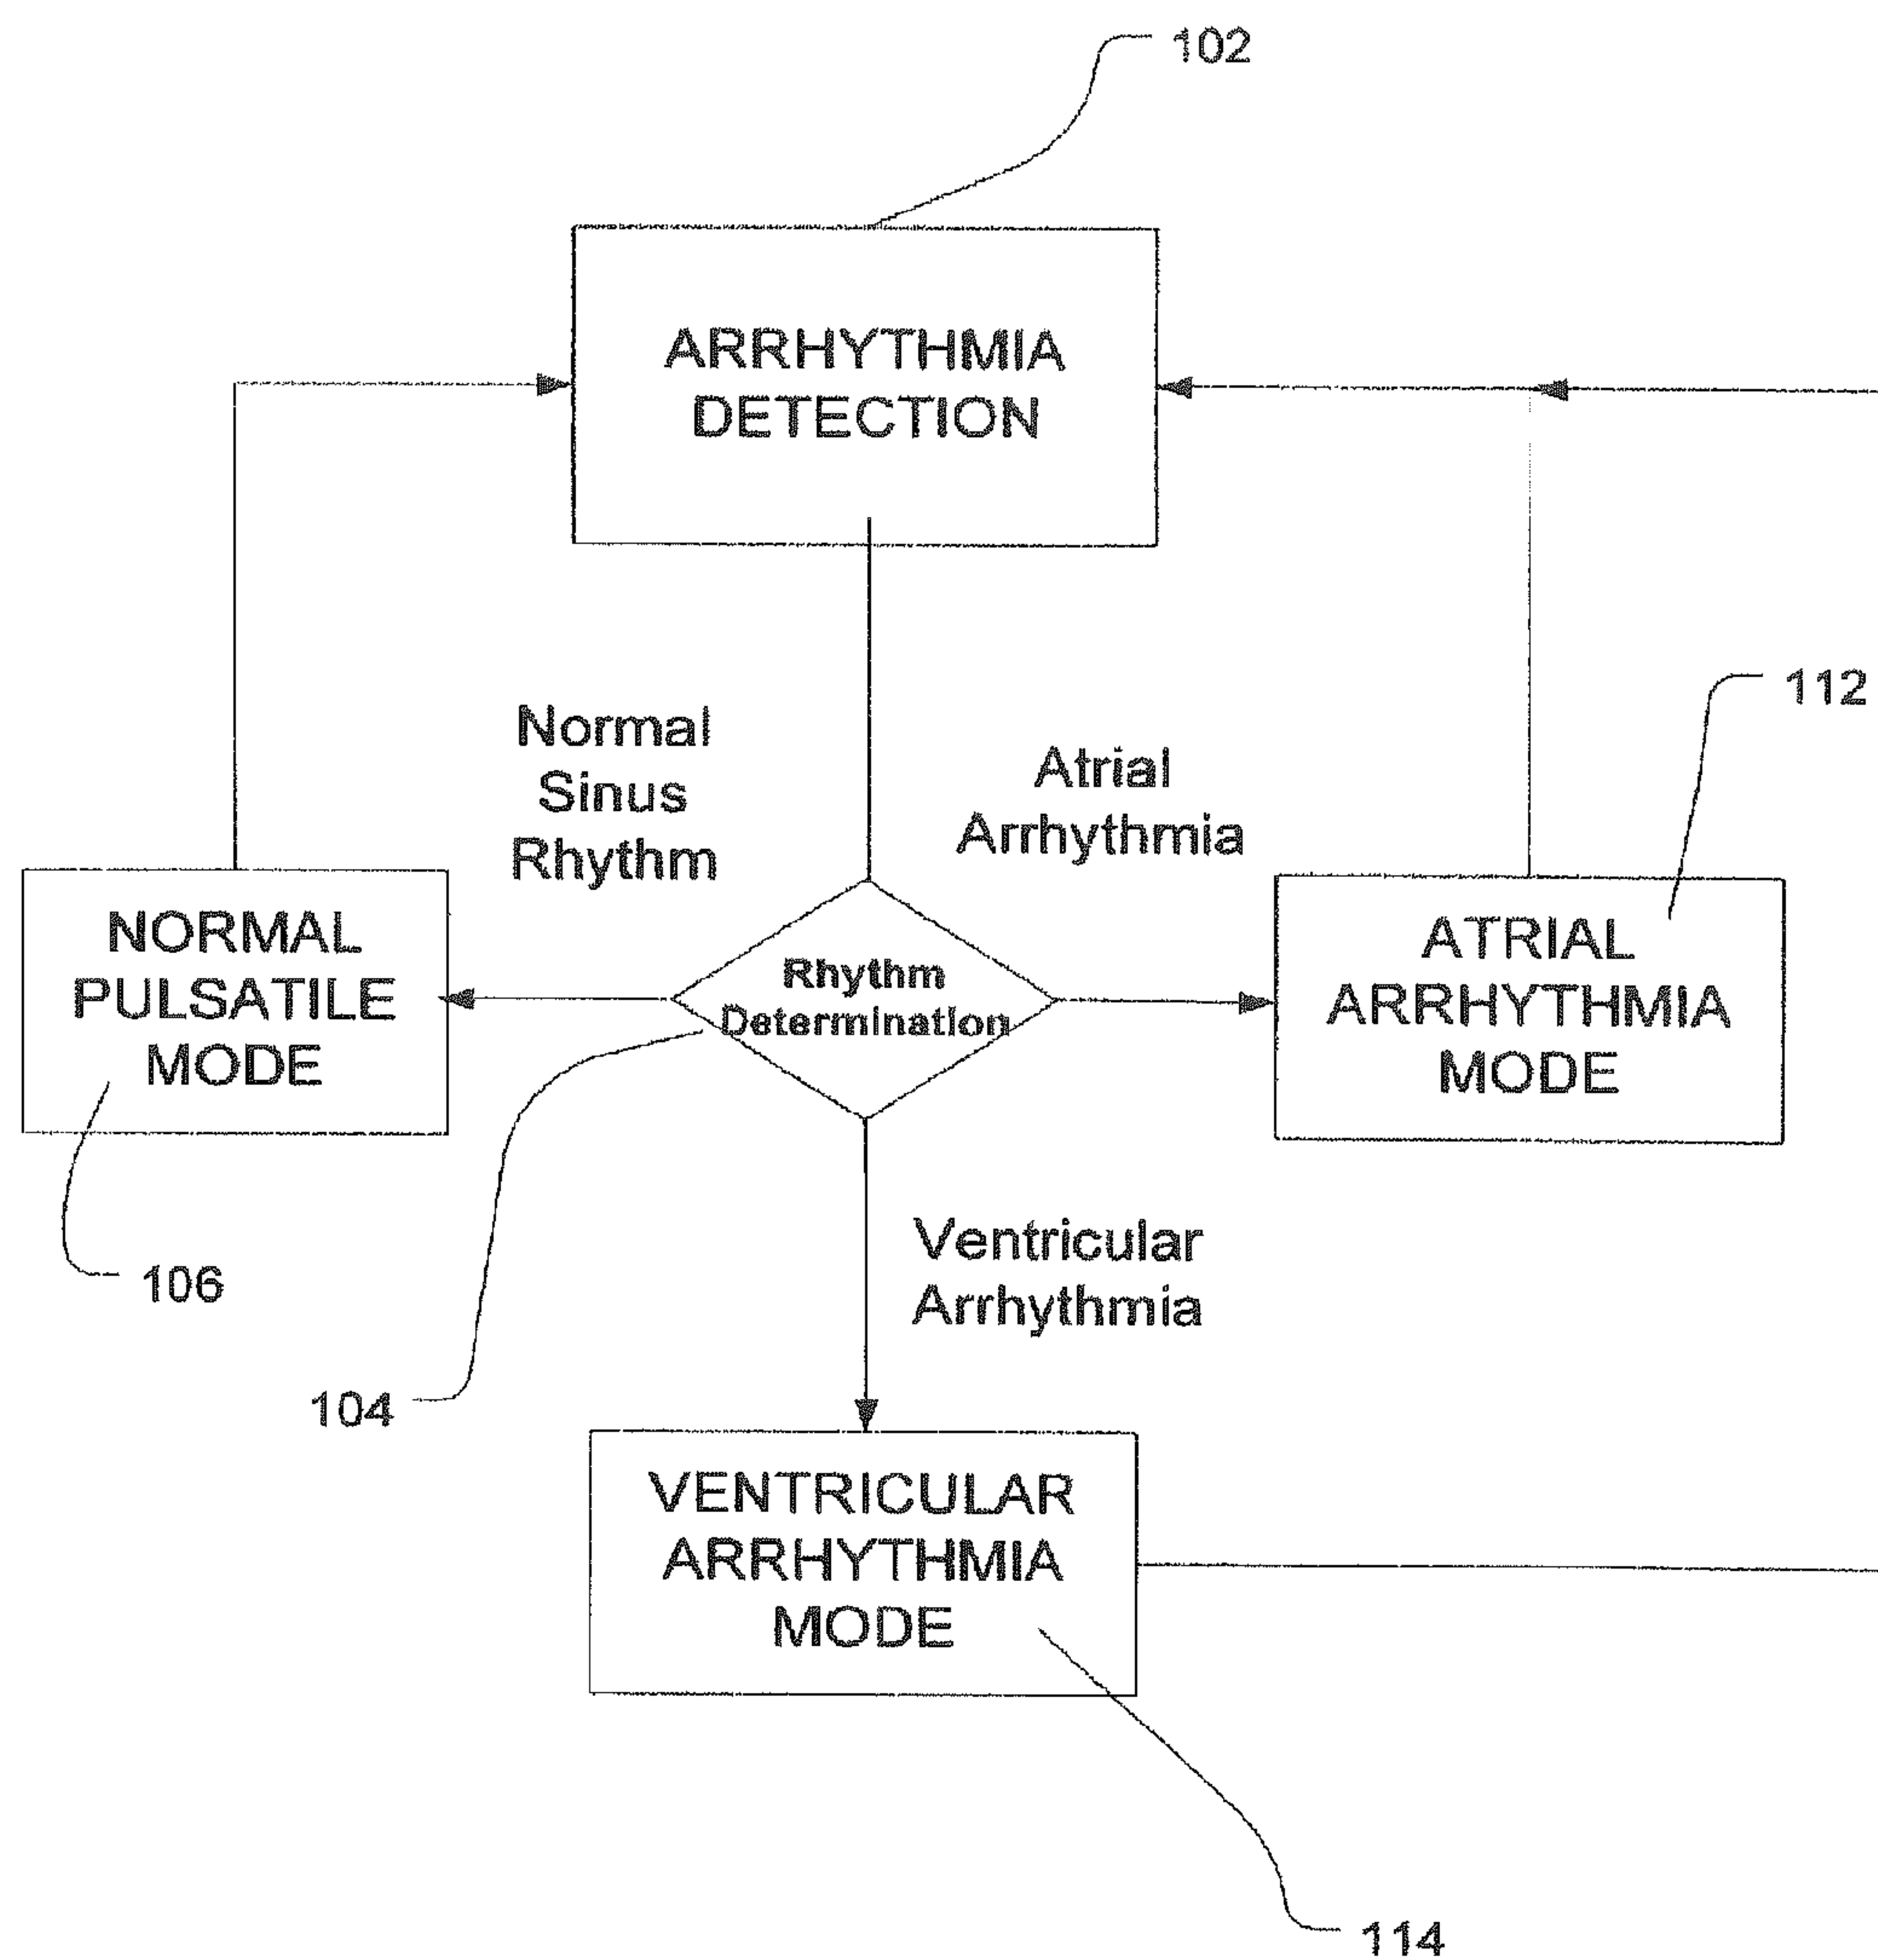 102
ARRHYTHMIA
DETECTION
112
Normal
Sinus
Rhythm
Atrial
Arrhythmia
NORMAL
PULSATILE
MODE
Rhythm
Determination
ATRIAL
ARRHYTHMIA
MODE
106
Ventricular
Arrhythmia
104
VENTRICULAR
ARRHYTHMIA
MODE
114